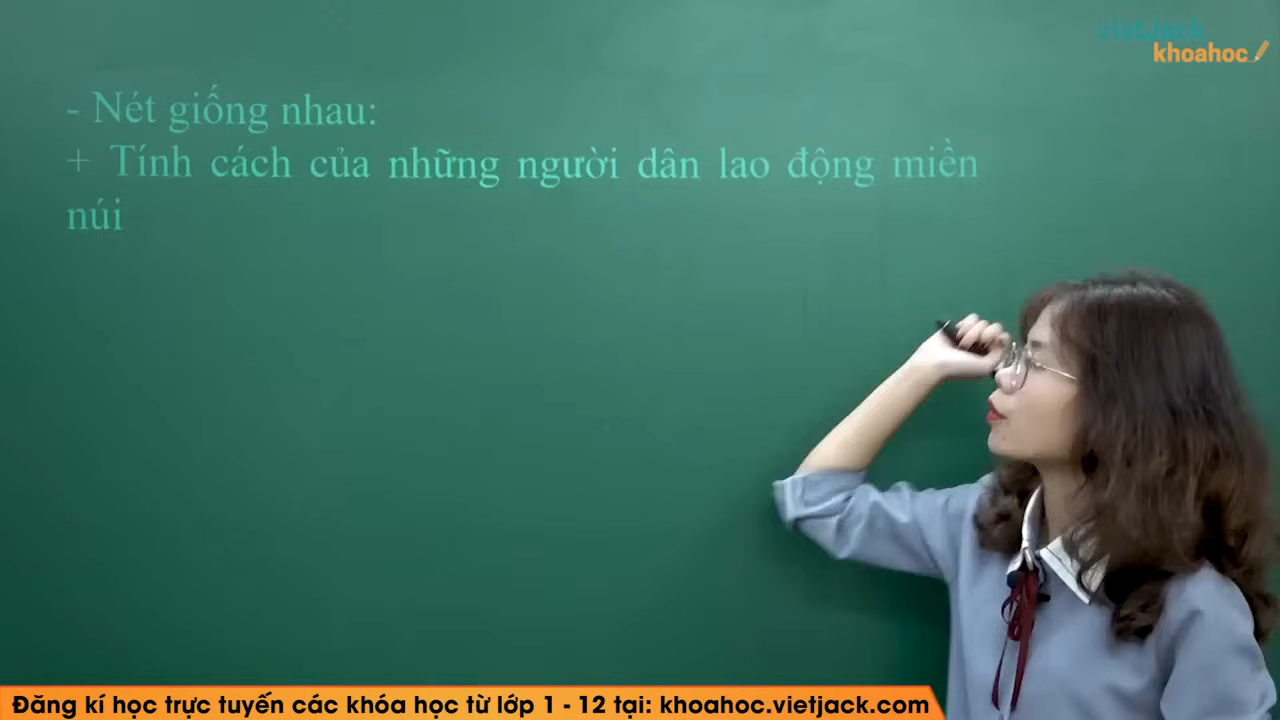 vietjack
khoahoc
- Nét giống nhau:
+ Tính cách của những người dân lao động miền
núi
Đăng kí học trực tuyến các khóa học từ lớp 1 - 12 tại: khoahoc.vietjack.com